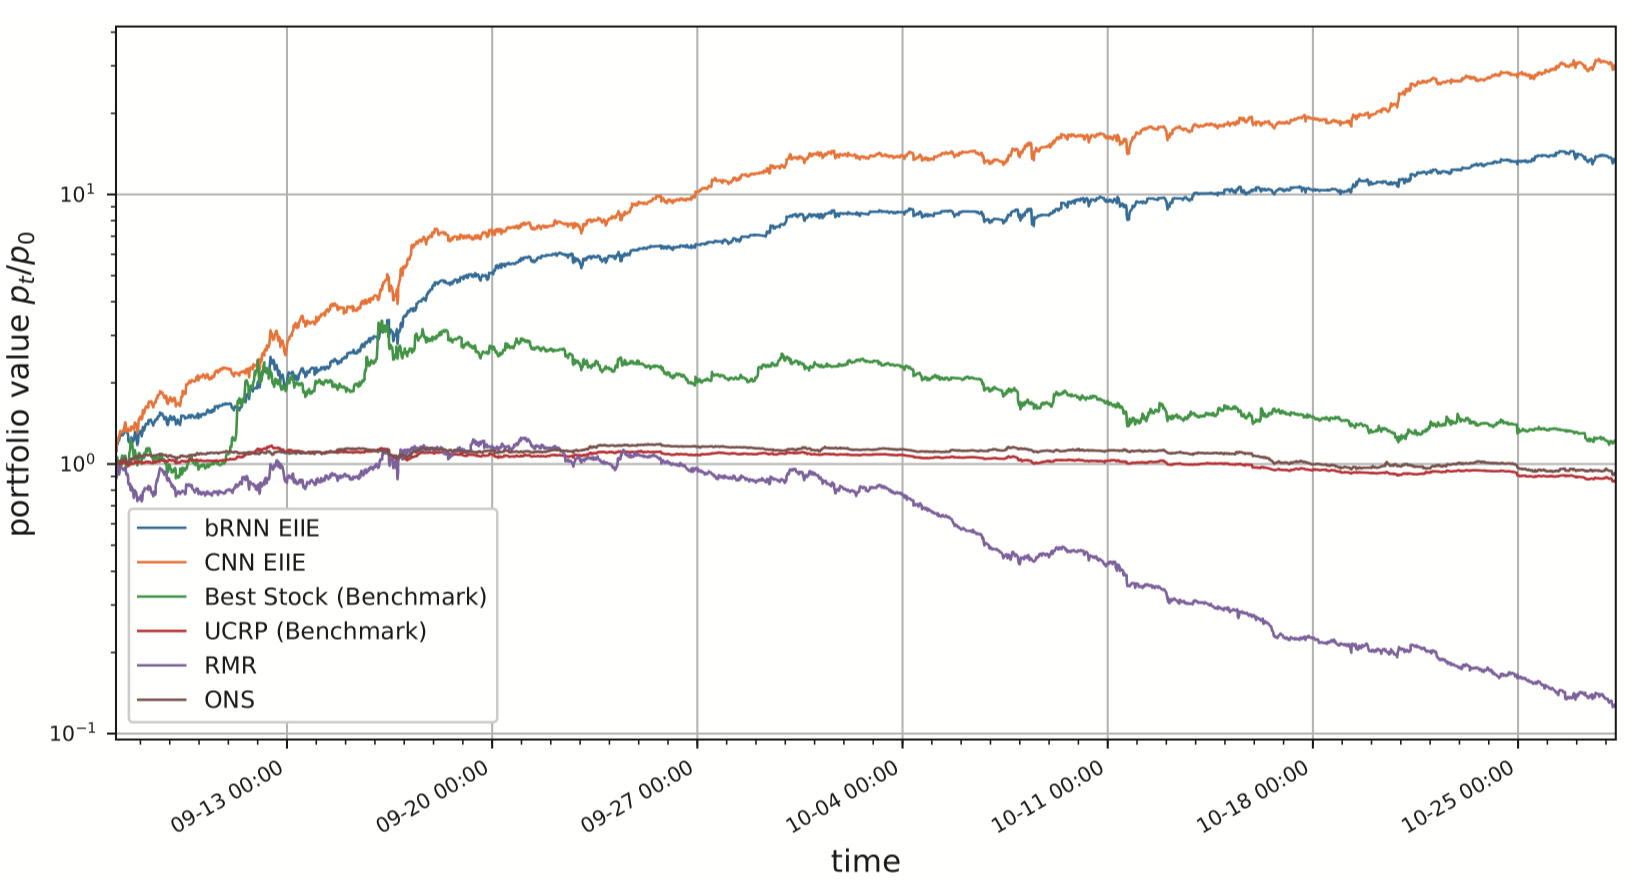 portfolio value pₜ/p₀
10¹
10⁰
10⁻¹
bRNN EIIE
CNN EIIE
Best Stock (Benchmark)
UCRP (Benchmark)
RMR
ONS
09-13 00:00
09-20 00:00
09-27 00:00
10-04 00:00
10-11 00:00
10-18 00:00
10-25 00:00
time